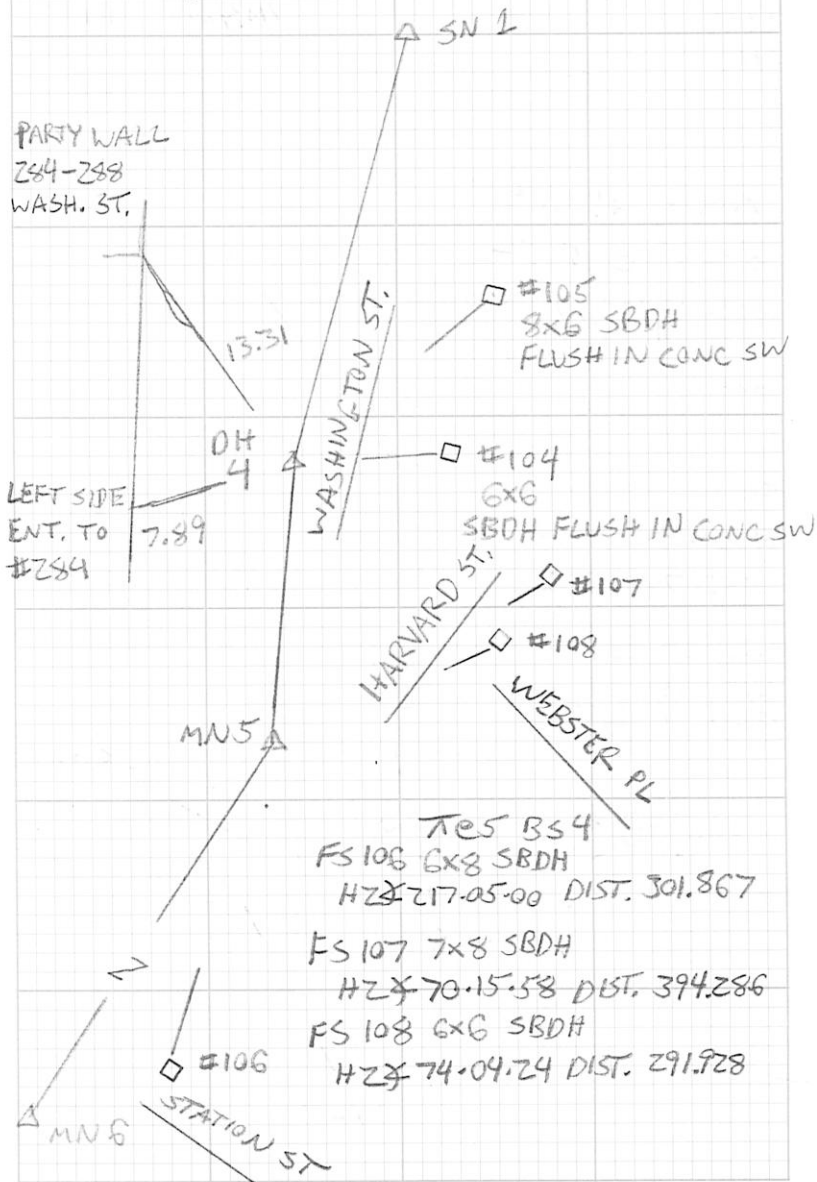 SN 1
PARTY WALL
284-288
WASH. ST.
13.31
WASHINGTON ST.
#105
8x6 SBDH
FLUSH IN CONC SW
DH
4
#104
6x6
SBDH FLUSH IN CONC SW
LEFT SIDE
ENT. TO
#284
7.89
HARVARD ST.
#107
#108
WEBSTER PL
MN5
@5 BS4
FS 106 6x8 SBDH
HZ∡ 217.05.00 DIST. 301.867
FS 107 7x8 SBDH
HZ∡ 70.15.58 DIST. 394.286
FS 108 6x6 SBDH
HZ∡ 74.04.24 DIST. 291.928
#106
STATION ST
MN6